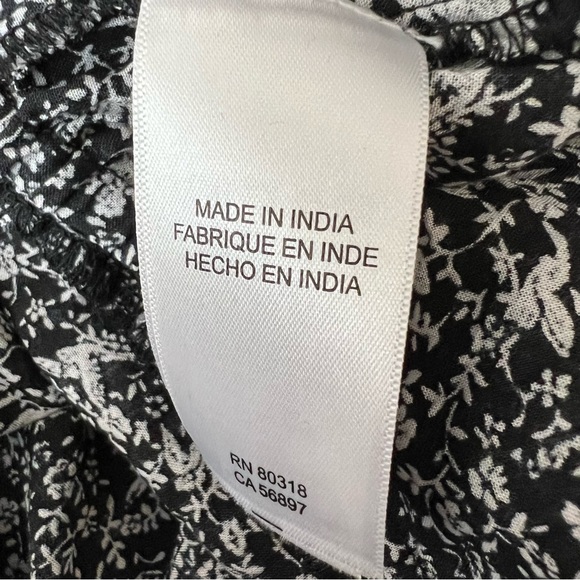 MADE IN INDIA
FABRIQUE EN INDE
HECHO EN INDIA
RN 80318
CA 56897